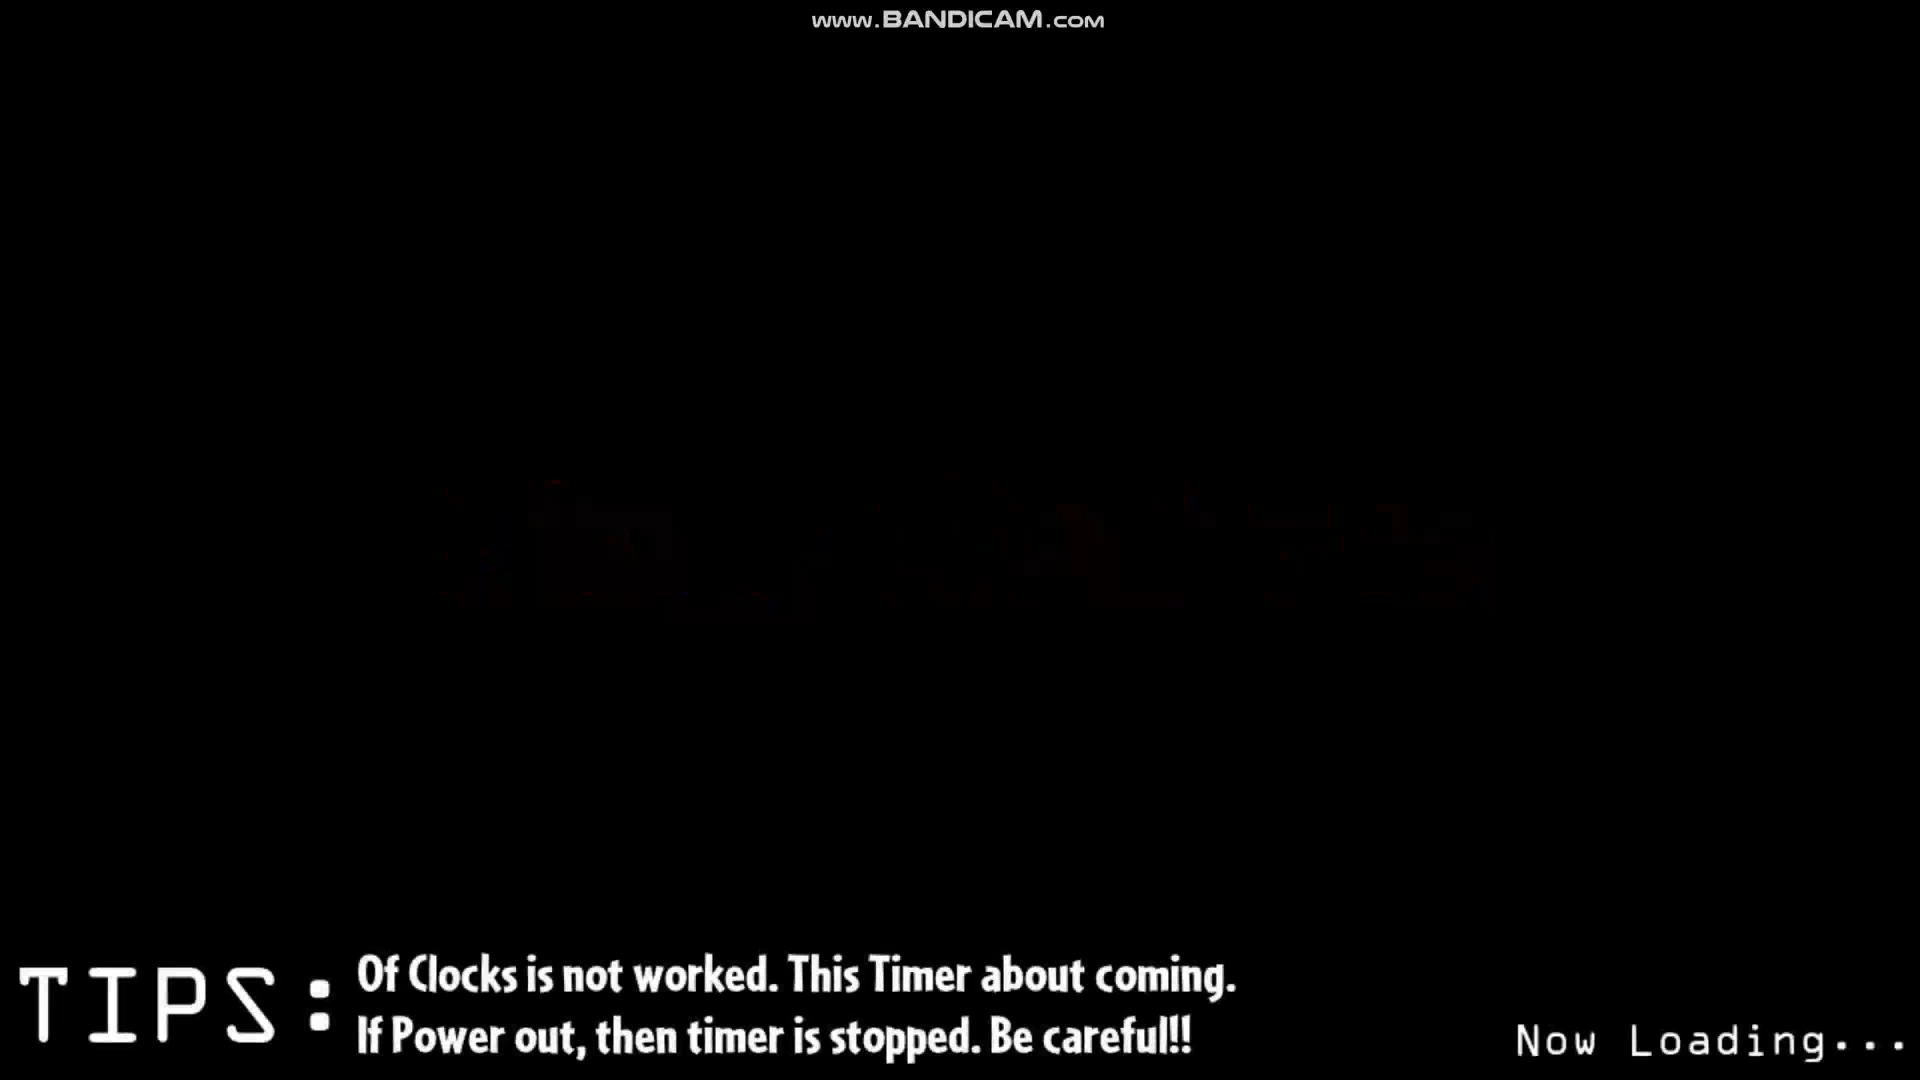 www.BANDICAM.com
TIPS:
Of Clocks is not worked. This Timer about coming.
If Power out, then timer is stopped. Be careful!!
Now Loading...